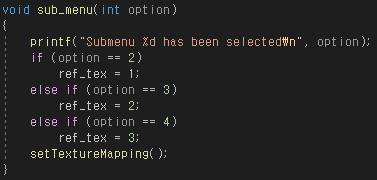 void sub_menu(int option)
{
    printf("Submenu %d has been selected₩n", option);
    if (option == 2)
        ref_tex = 1;
    else if (option == 3)
        ref_tex = 2;
    else if (option == 4)
        ref_tex = 3;
    setTextureMapping();
}